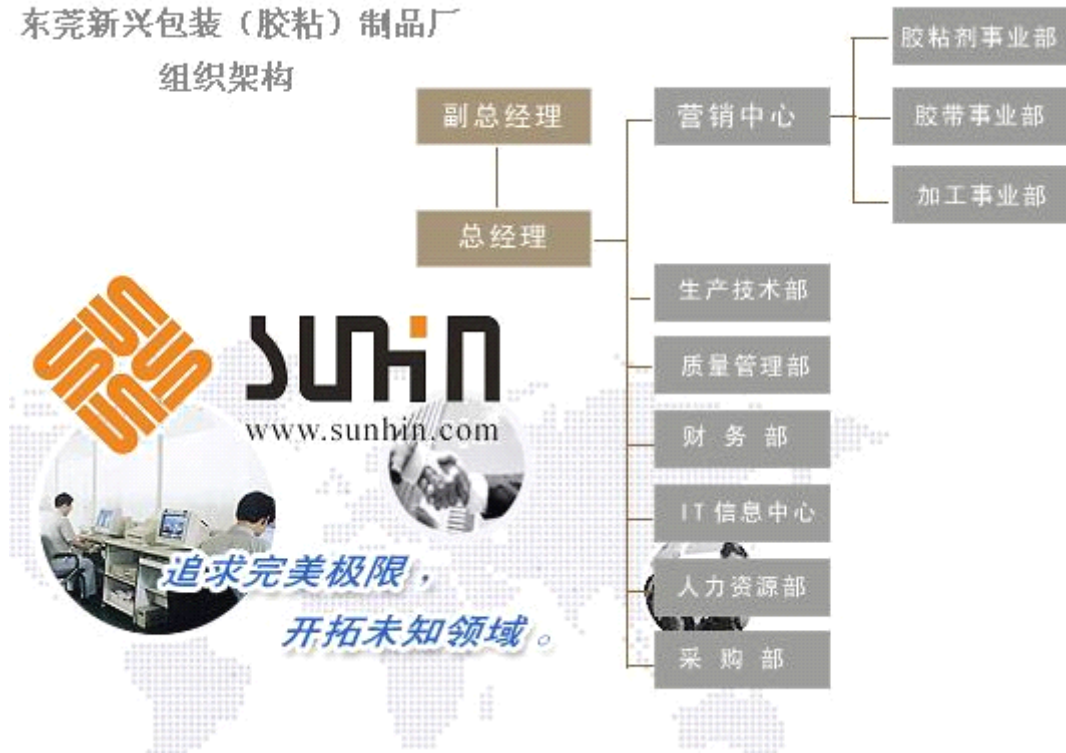 东莞新兴包装（胶粘）制品厂
组织架构
副总经理
总经理
营销中心
胶粘剂事业部
胶带事业部
加工事业部
生产技术部
质量管理部
财务部
IT信息中心
人力资源部
采购部
sunhin
www.sunhin.com
追求完美极限，
开拓未知领域。